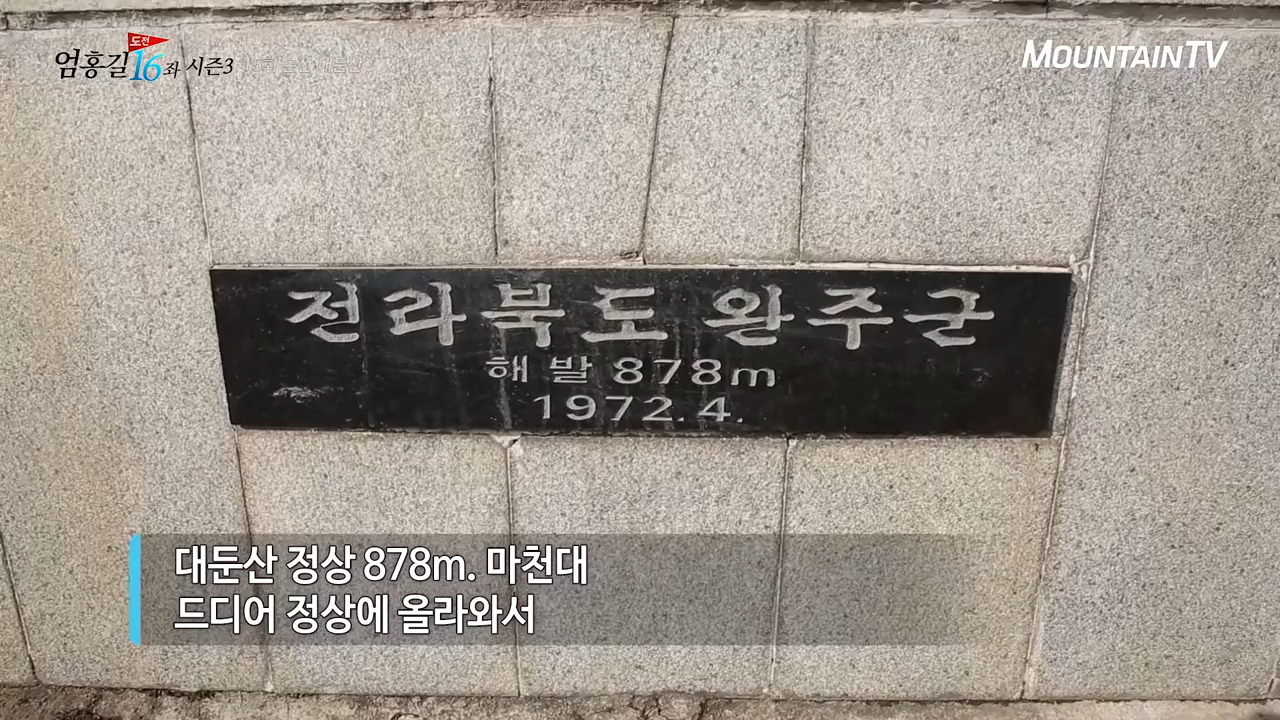 도전
엄홍길 16좌 시즌3
MOUNTAINTV
전라북도 완주군
해발 878m
1972. 4.
대둔산 정상 878m. 마천대
드디어 정상에 올라와서